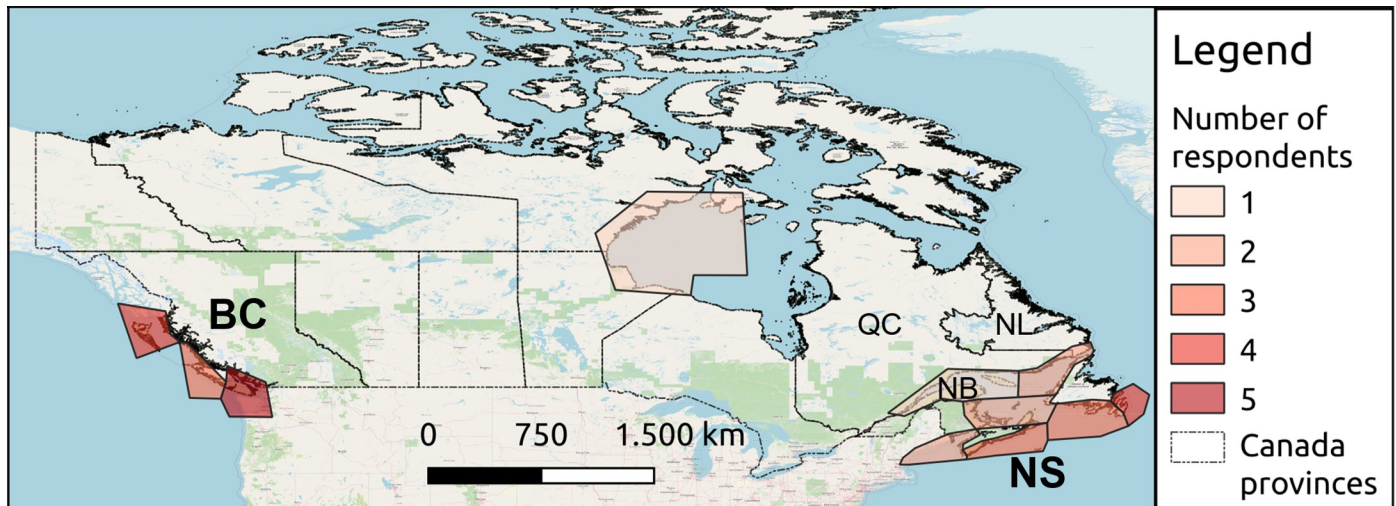 BC
QC
NL
NB
NS
0 750 1.500 km
Legend
Number of
respondents
1
2
3
4
5
Canada
provinces